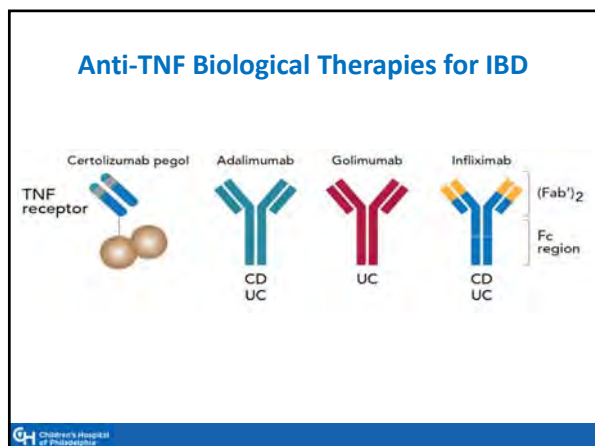 Anti-TNF Biological Therapies for IBD
Certolizumab pegol
Adalimumab
Golimumab
Infliximab
TNF
receptor
(Fab')2
Fc
region
CD
UC
UC
CD
UC
Children's Hospital
of Philadelphia